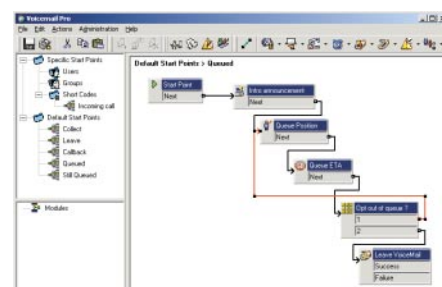 Voicemail Pro
File Edit Actions Administration Help
Specific Start Points
Users
Groups
Short Codes
Incoming call
Default Start Points
Collect
Leave
Callback
Queued
Still Queued
Modules
Default Start Points > Queued
Start Point
Next
Intro announcement
Next
Queue Position
Next
Queue ETA
Next
Opt out of queue ?
1
2
Leave VoiceMail
Success
Failure